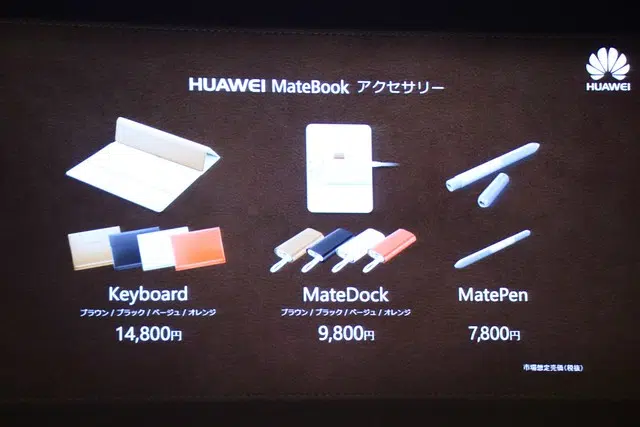 HUAWEI MateBook アクセサリー
HUAWEI
Keyboard
ブラウン / ブラック / ベージュ / オレンジ
14,800円
MateDock
ブラウン / ブラック / ベージュ / オレンジ
9,800円
MatePen
7,800円
市場想定売価(税抜)